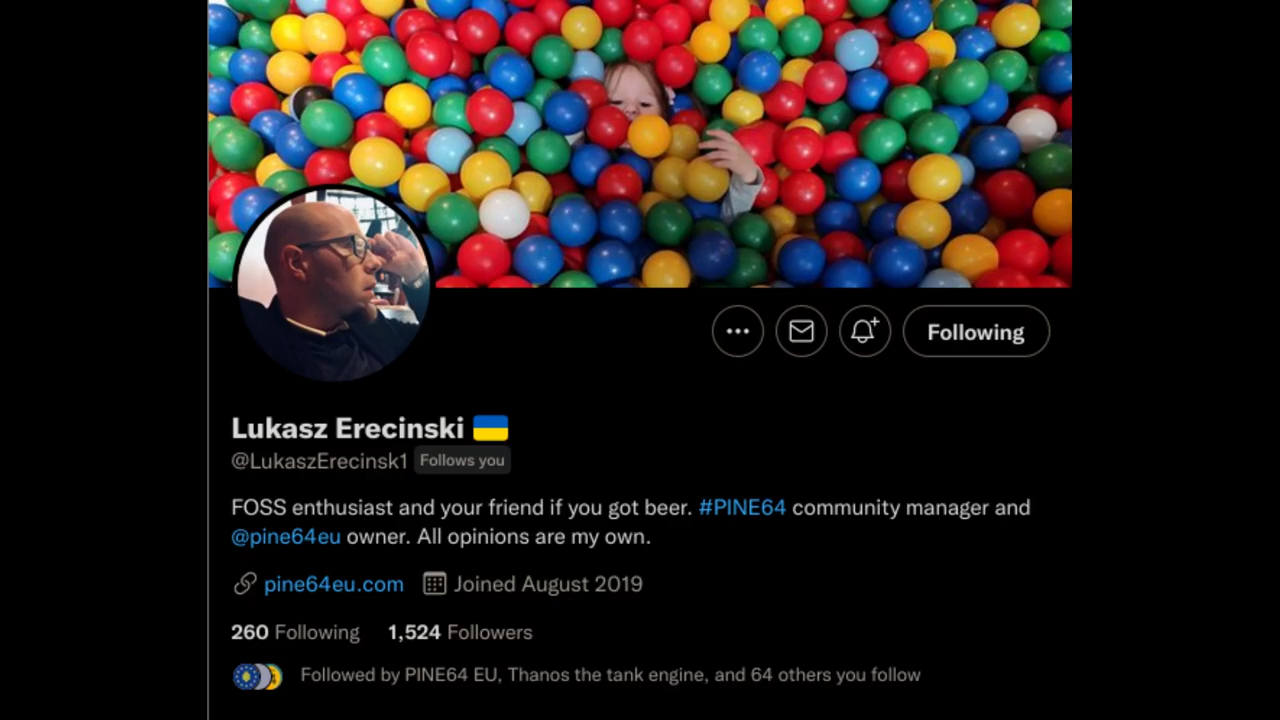 Following
Lukasz Erecinski 🇺🇦
@LukaszErecinsk1 Follows you
FOSS enthusiast and your friend if you got beer. #PINE64 community manager and
@pine64eu owner. All opinions are my own.
pine64eu.com Joined August 2019
260 Following 1,524 Followers
Followed by PINE64 EU, Thanos the tank engine, and 64 others you follow